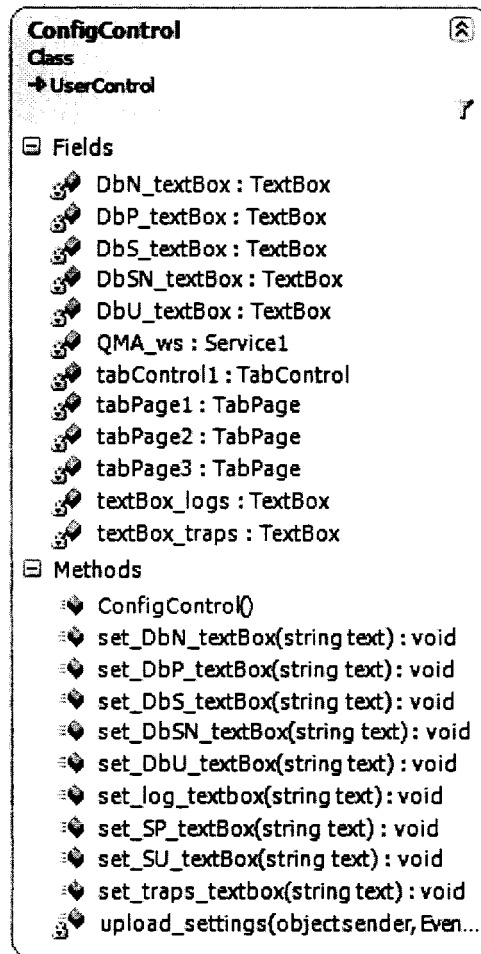 ConfigControl
Class
UserControl
Fields
DbN_textBox : TextBox
DbP_textBox : TextBox
DbS_textBox : TextBox
DbSN_textBox : TextBox
DbU_textBox : TextBox
QMA_ws : Service1
tabControl1 : TabControl
tabPage1 : TabPage
tabPage2 : TabPage
tabPage3 : TabPage
textBox_logs : TextBox
textBox_traps : TextBox
Methods
ConfigControl()
set_DbN_textBox(string text) : void
set_DbP_textBox(string text) : void
set_DbS_textBox(string text) : void
set_DbSN_textBox(string text) : void
set_DbU_textBox(string text) : void
set_log_textbox(string text) : void
set_SP_textBox(string text) : void
set_SU_textBox(string text) : void
set_traps_textbox(string text) : void
upload_settings(object sender, Even...